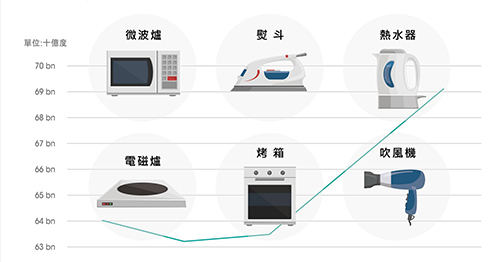 單位:十億度
微波爐
熨斗
熱水器
70 bn
69 bn
68 bn
67 bn
電磁爐
烤箱
吹風機
66 bn
65 bn
64 bn
63 bn